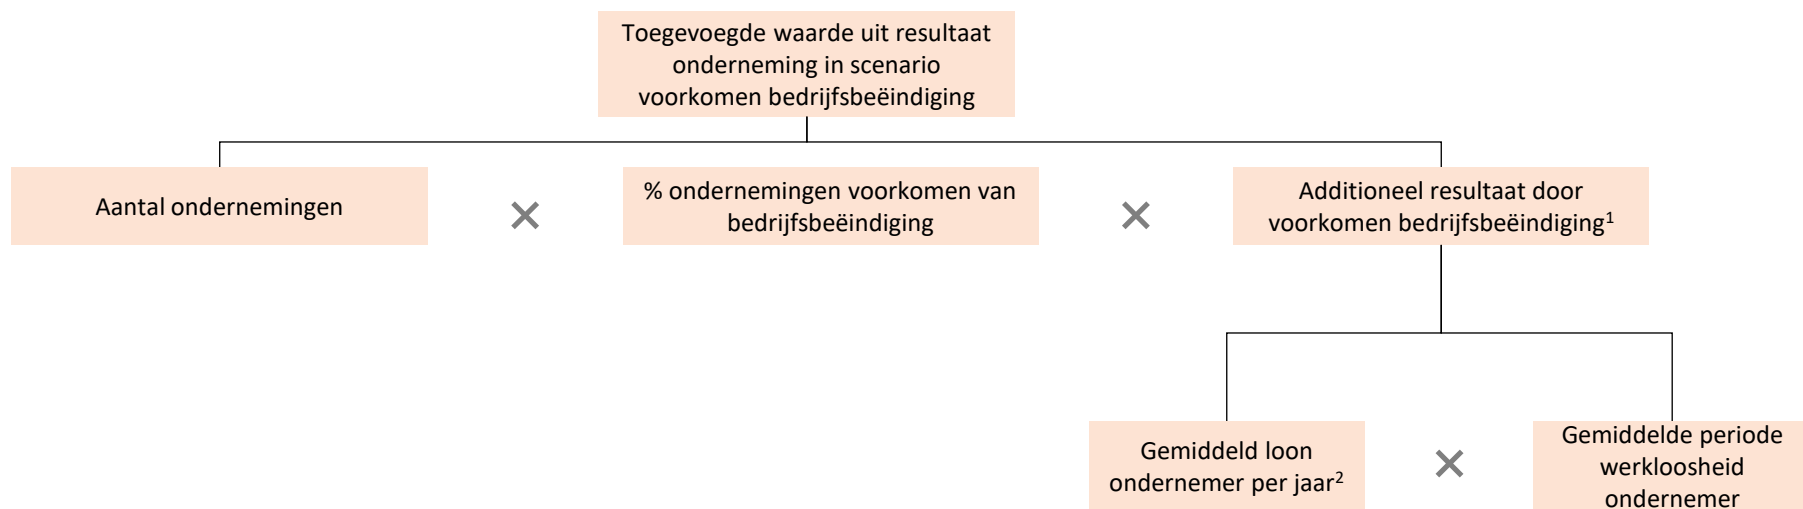 Toegevoegde waarde uit resultaat
onderneming in scenario
voorkomen bedrijfsbeëindiging
Aantal ondernemingen
% ondernemingen voorkomen van
bedrijfsbeëindiging
Additioneel resultaat door
voorkomen bedrijfsbeëindiging¹
Gemiddeld loon
ondernemer per jaar²
Gemiddelde periode
werkloosheid
ondernemer